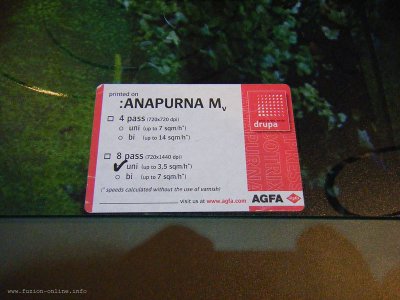 printed on
:ANAPURNA Mv
4 pass (720x720 dpi)
uni (up to 7 sqm/h*)
bi (up to 14 sqm/h*)
8 pass (720x1440 dpi)
uni (up to 3,5 sqm/h*)
bi (up to 7 sqm/h*)
(* speeds calculated without the use of varnish)
visit us at www.agfa.com
drupa
AGFA
www.fuzion-online.info